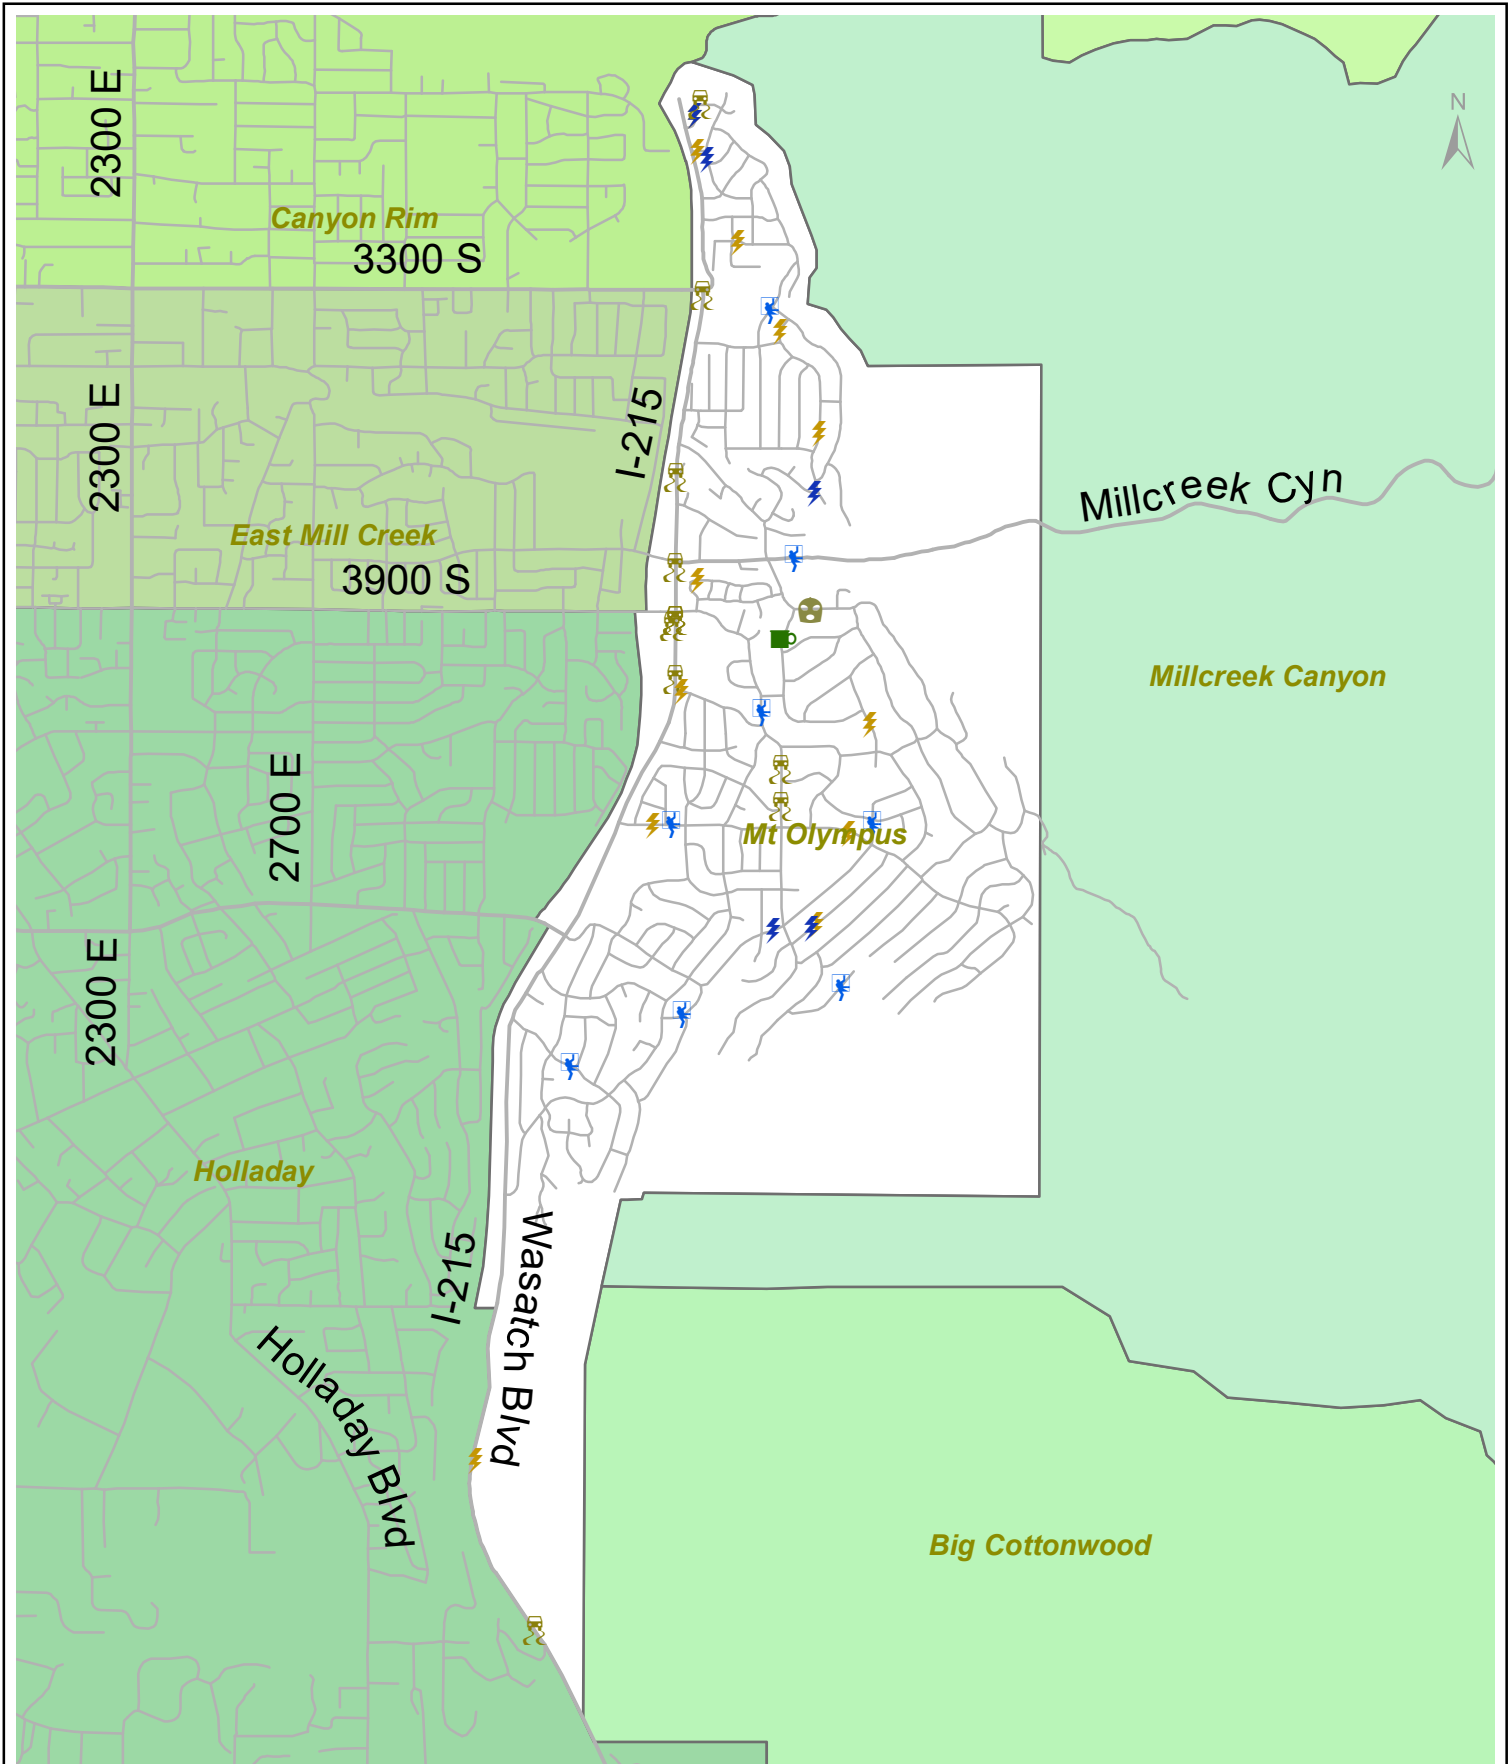 N
2300 E
Canyon Rim
3300 S
I-215
2300 E
Millcreek Cyn
East Mill Creek
3900 S
Millcreek Canyon
2700 E
Mt Olympus
2300 E
Holladay
I-215
Wasatch Blvd
Holladay Blvd
Big Cottonwood